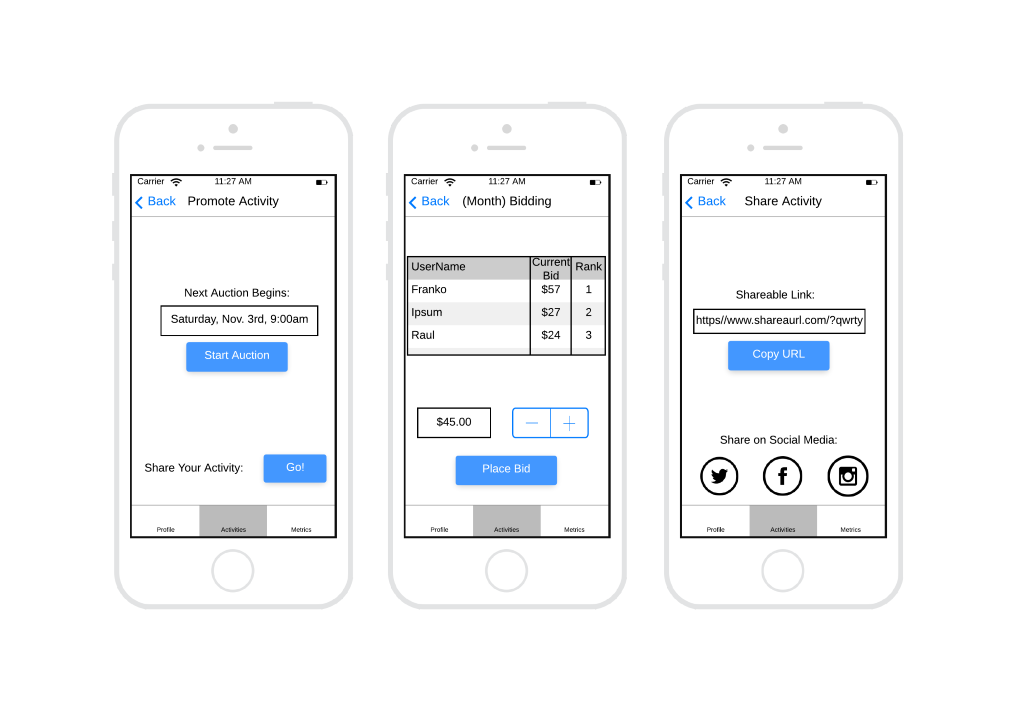 Carrier 11:27 AM
Back Promote Activity
Next Auction Begins:
Saturday, Nov. 3rd, 9:00am
Start Auction
Share Your Activity: Go!
Profile Activities Metrics
Carrier 11:27 AM
Back (Month) Bidding
UserName Current Bid Rank
Franko $57 1
Ipsum $27 2
Raul $24 3
$45.00
Place Bid
Profile Activities Metrics
Carrier 11:27 AM
Back Share Activity
Shareable Link:
https//www.shareaurl.com/?qwrty
Copy URL
Share on Social Media:
Profile Activities Metrics